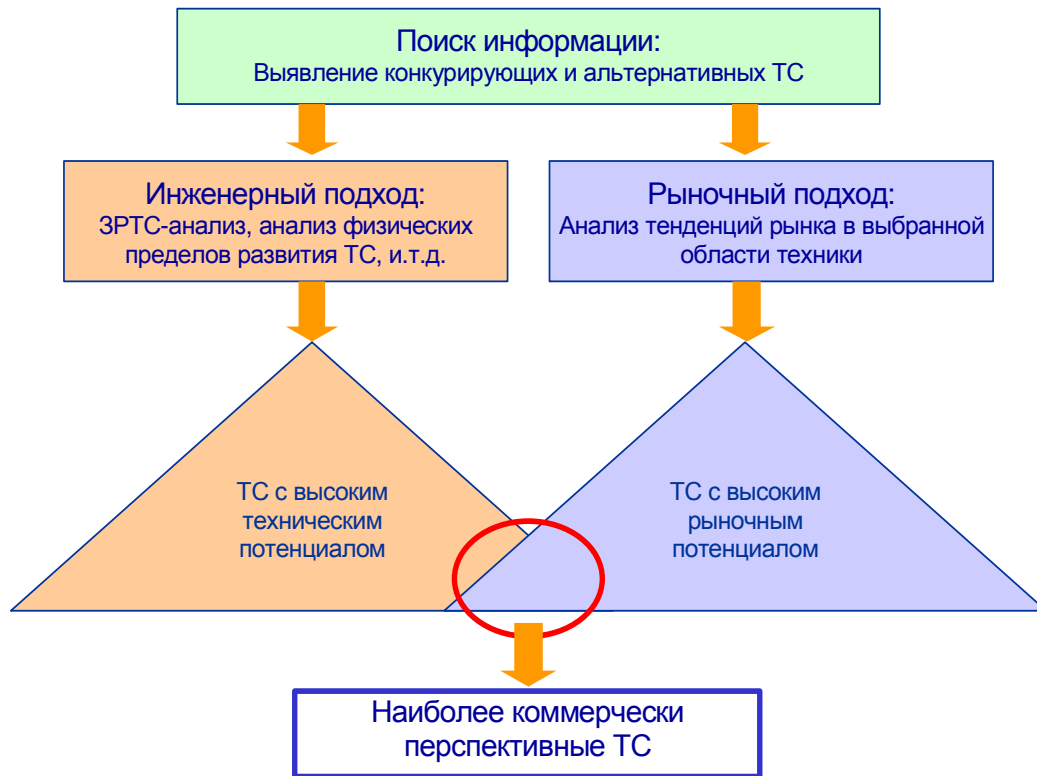 Поиск информации:
Выявление конкурирующих и альтернативных ТС
Инженерный подход:
ЗРТС-анализ, анализ физических
пределов развития ТС, и.т.д.
Рыночный подход:
Анализ тенденций рынка в выбранной
области техники
ТС с высоким
техническим
потенциалом
ТС с высоким
рыночным
потенциалом
Наиболее коммерчески
перспективные ТС